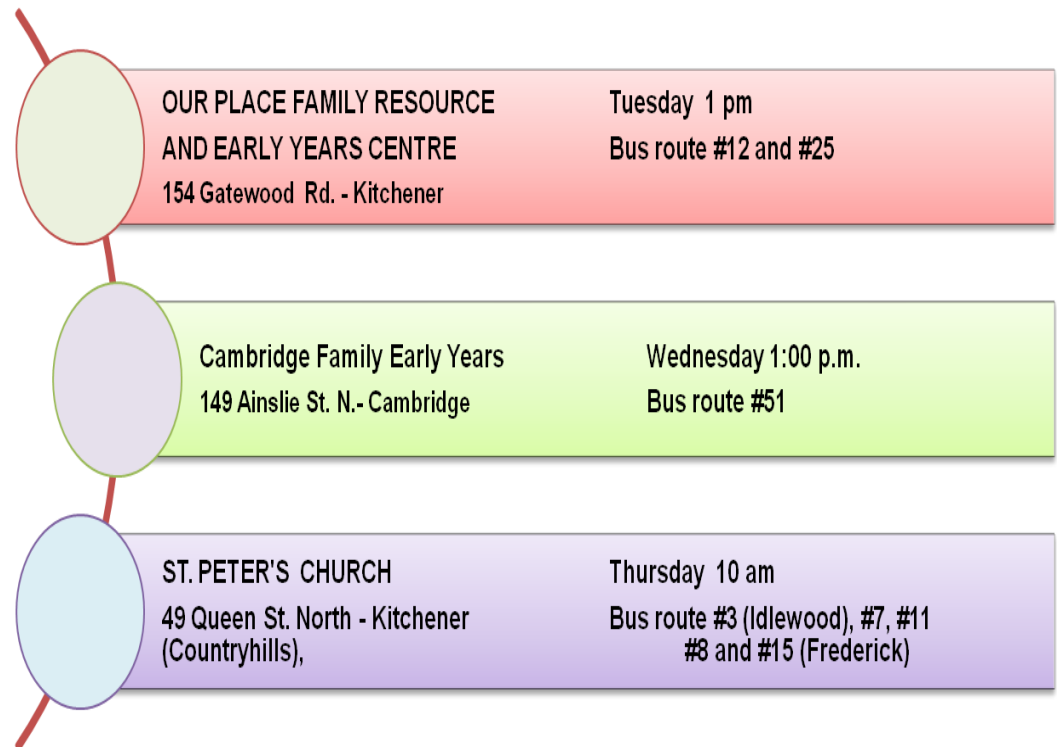 OUR PLACE FAMILY RESOURCE
AND EARLY YEARS CENTRE
154 Gatewood Rd. - Kitchener
Tuesday 1 pm
Bus route #12 and #25
Cambridge Family Early Years
149 Ainslie St. N.- Cambridge
Wednesday 1:00 p.m.
Bus route #51
ST. PETER'S CHURCH
49 Queen St. North - Kitchener
(Countryhills),
Thursday 10 am
Bus route #3 (Idlewood), #7, #11
#8 and #15 (Frederick)